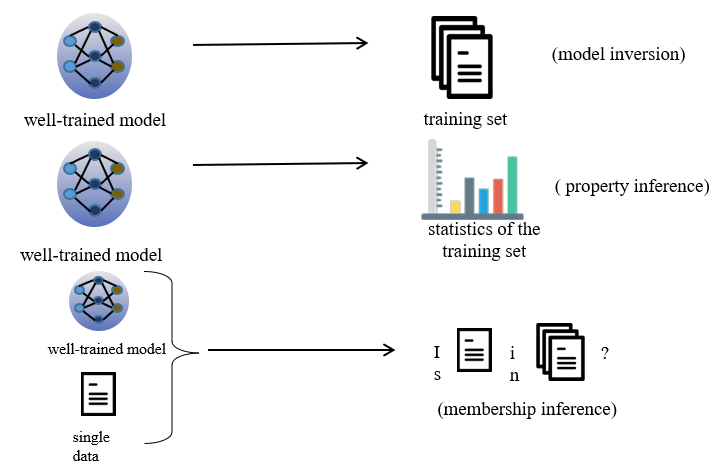 (model inversion)
well-trained model
training set
( property inference)
statistics of the
training set
well-trained model
well-trained model
I
s
i
n
?
(membership inference)
single
data